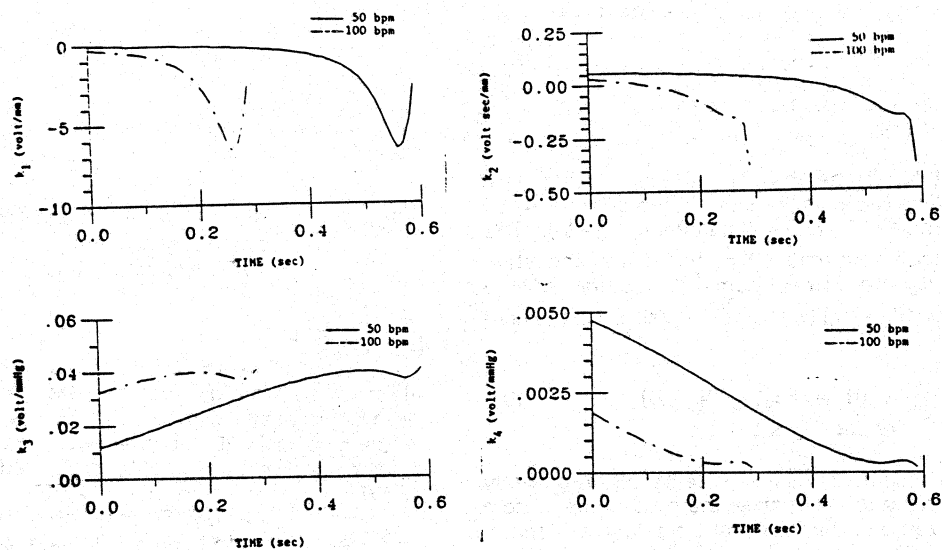 50 bpm
100 bpm
0
-5
-10
k1 (volt/mm)
0.0 0.2 0.4 0.6
TIME (sec)
50 bpm
100 bpm
0.25
0.00
-0.25
-0.50
k2 (volt sec/mm)
0.0 0.2 0.4 0.6
TIME (sec)
50 bpm
100 bpm
.06
.04
.02
.00
k3 (volt/mmHg)
0.0 0.2 0.4 0.6
TIME (sec)
50 bpm
100 bpm
.0050
.0025
.0000
k4 (volt/mmHg)
0.0 0.2 0.4 0.6
TIME (sec)